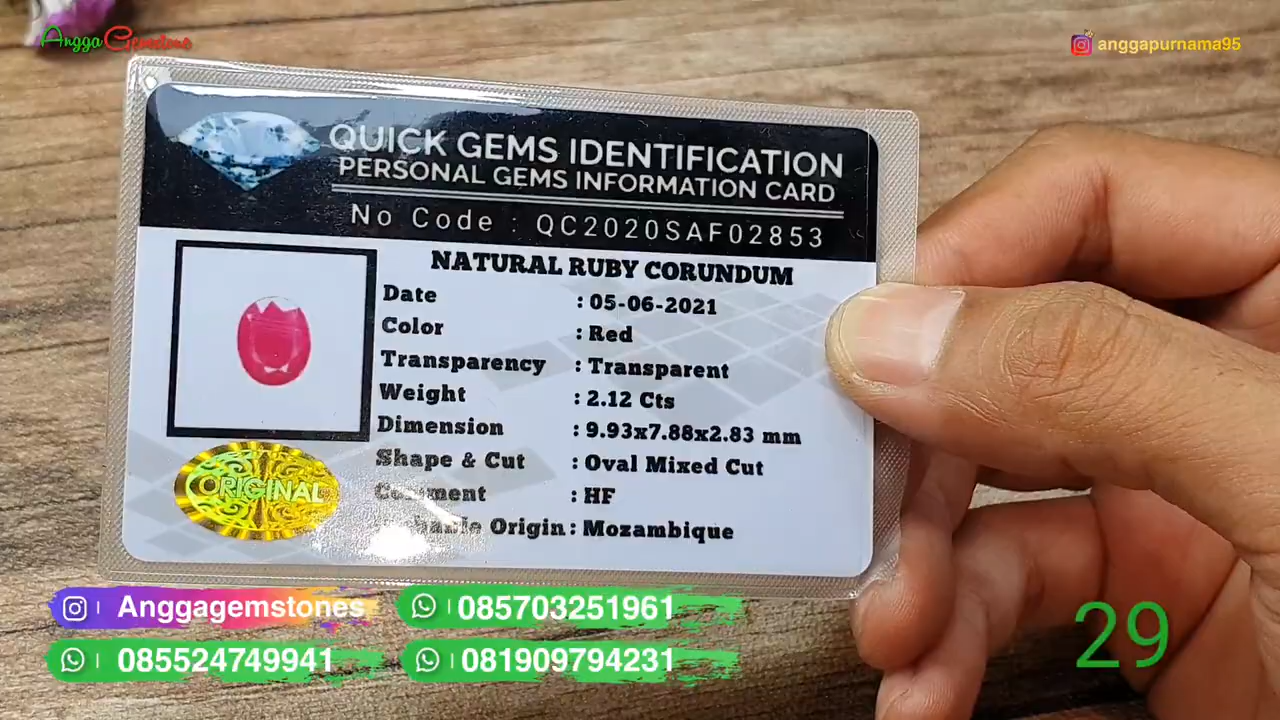 Angga Gemstone
anggapurnama95
QUICK GEMS IDENTIFICATION
PERSONAL GEMS INFORMATION CARD
No Code : QC2020SAF02853
NATURAL RUBY CORUNDUM
Date : 05-06-2021
Color : Red
Transparency : Transparent
Weight : 2.12 Cts
Dimension : 9.93x7.88x2.83 mm
Shape & Cut : Oval Mixed Cut
Comment : HF
Origin : Mozambique
ORIGINAL
Anggagemstones
085703251961
085524749941
081909794231
29